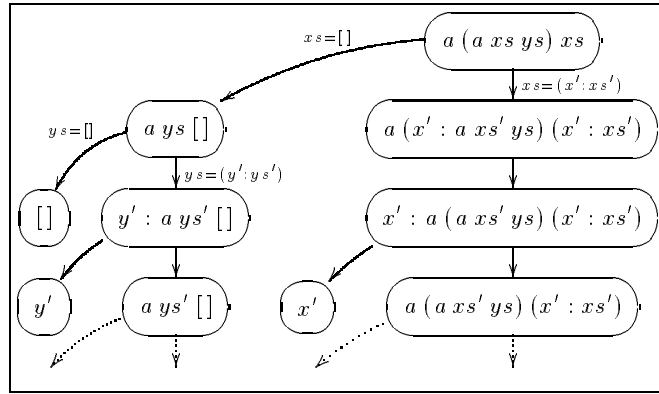 a (a xs ys) xs
xs=[ ]
xs=(x′:xs′)
a ys [ ]
a (x′ : a xs′ ys) (x′ : xs′)
ys=[]
ys=(y′:ys′)
[ ]
y′ : a ys′ [ ]
x′ : a (a xs′ ys) (x′ : xs′)
y′
a ys′ [ ]
x′
a (a xs′ ys) (x′ : xs′)